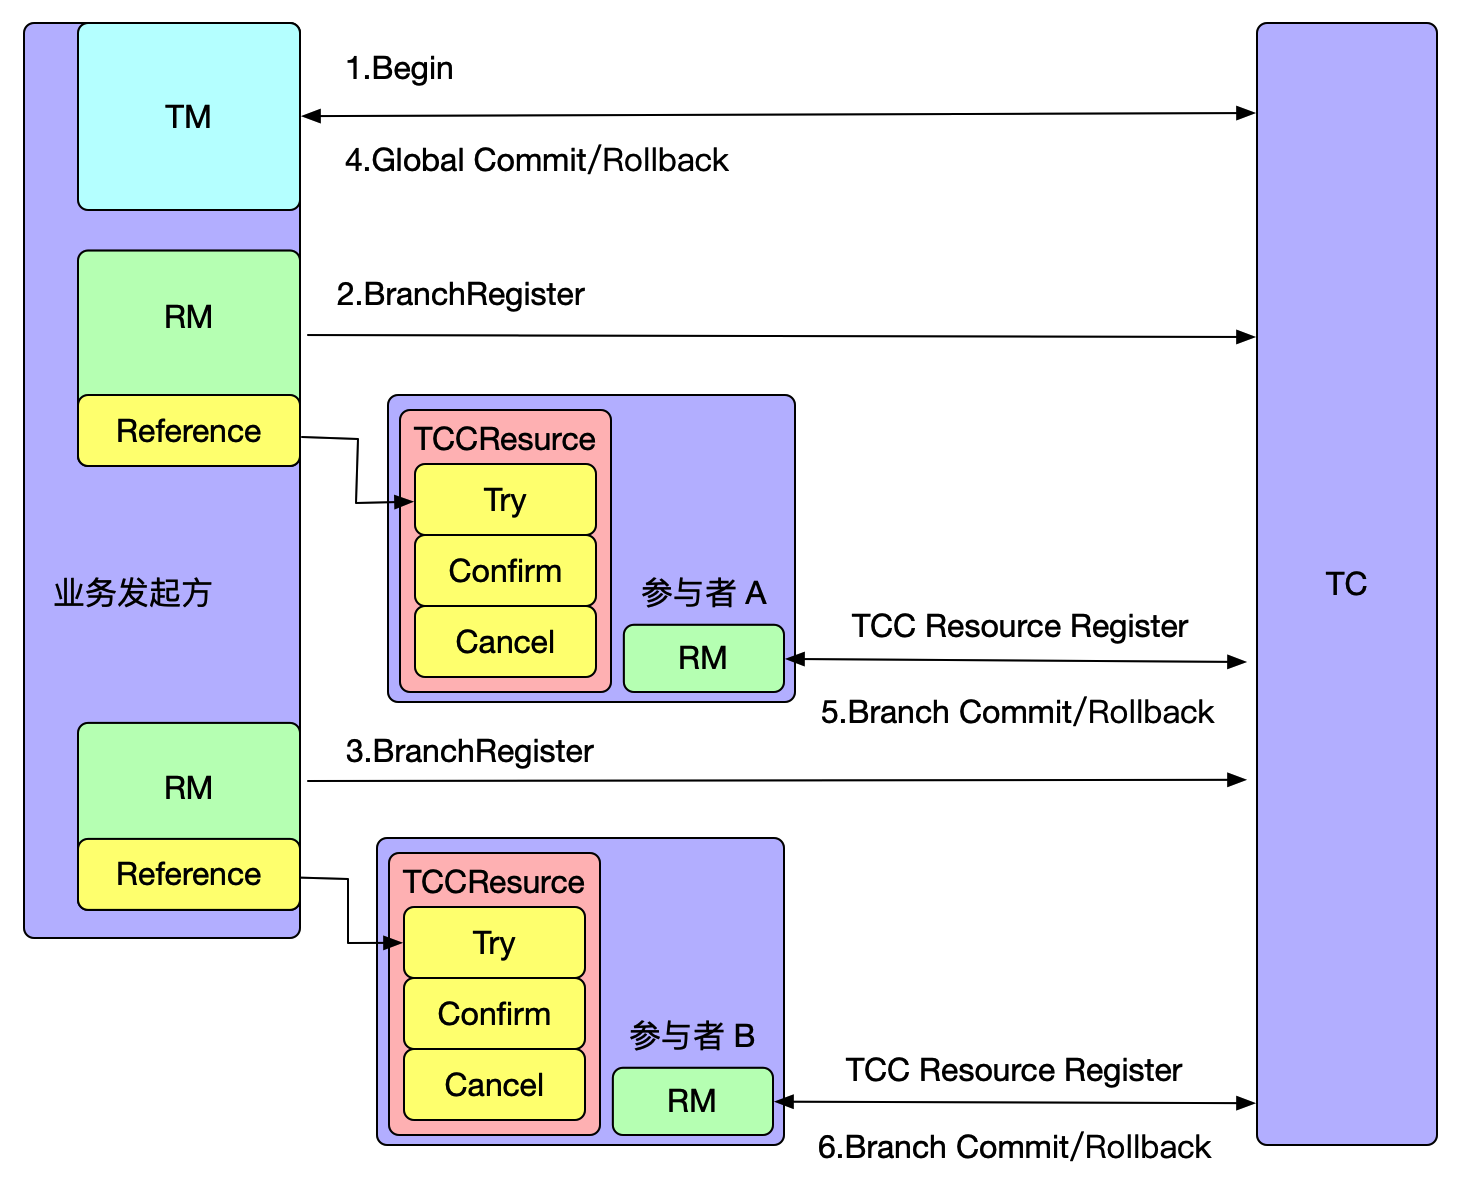 TM
1.Begin
4.Global Commit/Rollback
RM
2.BranchRegister
Reference
TCCResurce
Try
Confirm
Cancel
参与者 A
RM
业务发起方
TC
TCC Resource Register
5.Branch Commit/Rollback
RM
3.BranchRegister
Reference
TCCResurce
Try
Confirm
Cancel
参与者 B
RM
TCC Resource Register
6.Branch Commit/Rollback